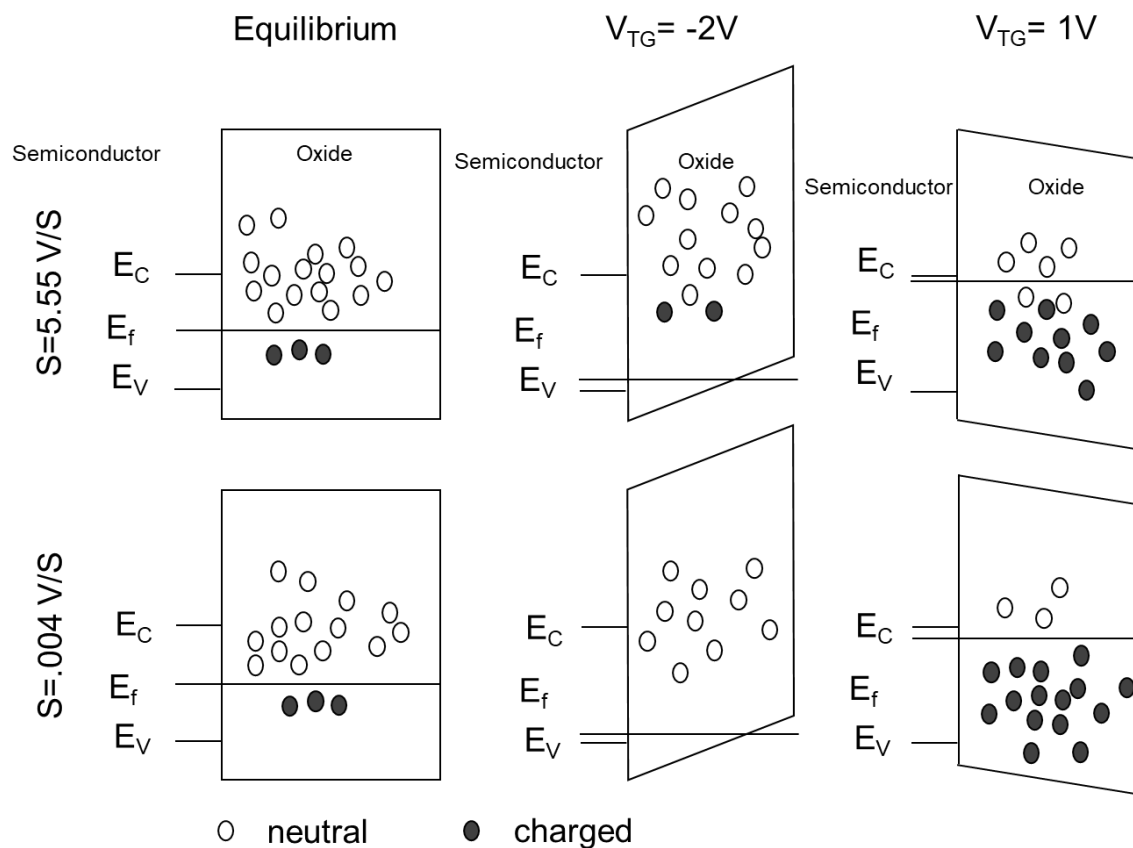 Equilibrium
V_TG= -2V
V_TG= 1V
S=5.55 V/S
Semiconductor
Oxide
E_C
E_f
E_V
Semiconductor
Oxide
E_C
E_f
E_V
Semiconductor
Oxide
E_C
E_f
E_V
S=.004 V/S
E_C
E_f
E_V
E_C
E_f
E_V
E_C
E_f
E_V
neutral
charged